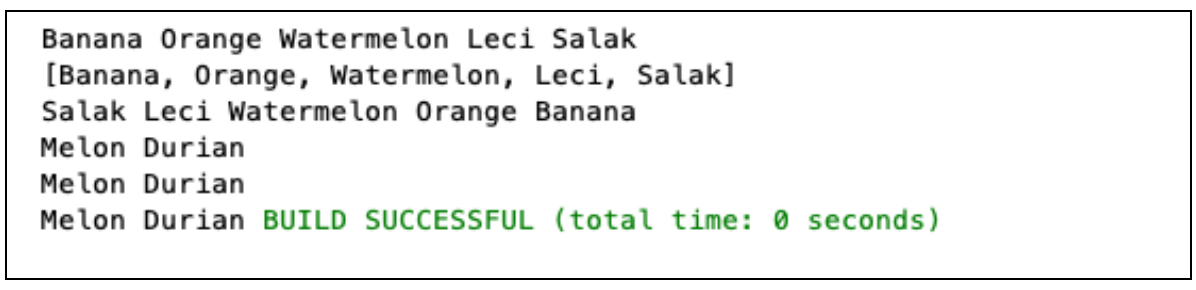 Banana Orange Watermelon Leci Salak
[Banana, Orange, Watermelon, Leci, Salak]
Salak Leci Watermelon Orange Banana
Melon Durian
Melon Durian
Melon Durian BUILD SUCCESSFUL (total time: 0 seconds)